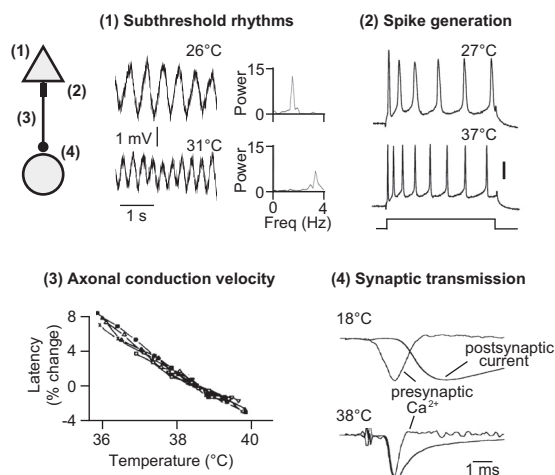 (1) Subthreshold rhythms
(2) Spike generation
(1)
(2)
(3)
(4)
26°C
1 mV
31°C
1 s
15
Power
0
15
Power
0
0 4
Freq (Hz)
27°C
37°C
(3) Axonal conduction velocity
Latency
(% change)
8
4
0
-4
36 38 40
Temperature (°C)
(4) Synaptic transmission
18°C
postsynaptic
current
presynaptic
Ca²⁺
38°C
1 ms